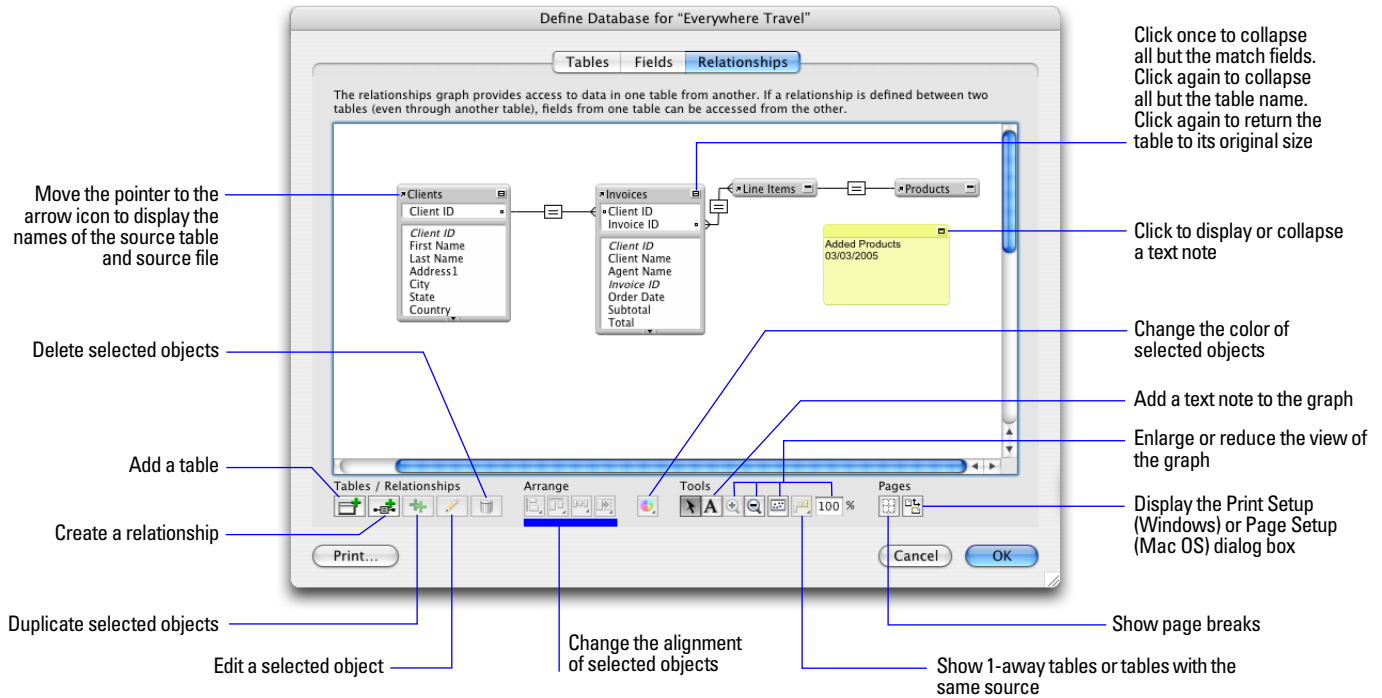 Define Database for "Everywhere Travel"
Tables Fields Relationships
The relationships graph provides access to data in one table from another. If a relationship is defined between two
tables (even through another table), fields from one table can be accessed from the other.
Click once to collapse
all but the match fields.
Click again to collapse
all but the table name.
Click again to return the
table to its original size
Move the pointer to the
arrow icon to display the
names of the source table
and source file
Clients
Client ID
Client ID
First Name
Last Name
Address1
City
State
Country
Invoices
Client ID
Invoice ID
Client ID
Client Name
Agent Name
Invoice ID
Order Date
Subtotal
Total
Line Items
Products
Added Products
03/03/2005
Click to display or collapse
a text note
Delete selected objects
Change the color of
selected objects
Add a text note to the graph
Enlarge or reduce the view of
the graph
Add a table
Tables / Relationships
Arrange
Tools
Pages
A
100 %
Create a relationship
Display the Print Setup
(Windows) or Page Setup
(Mac OS) dialog box
Print...
Cancel
OK
Duplicate selected objects
Edit a selected object
Change the alignment
of selected objects
Show page breaks
Show 1-away tables or tables with the
same source